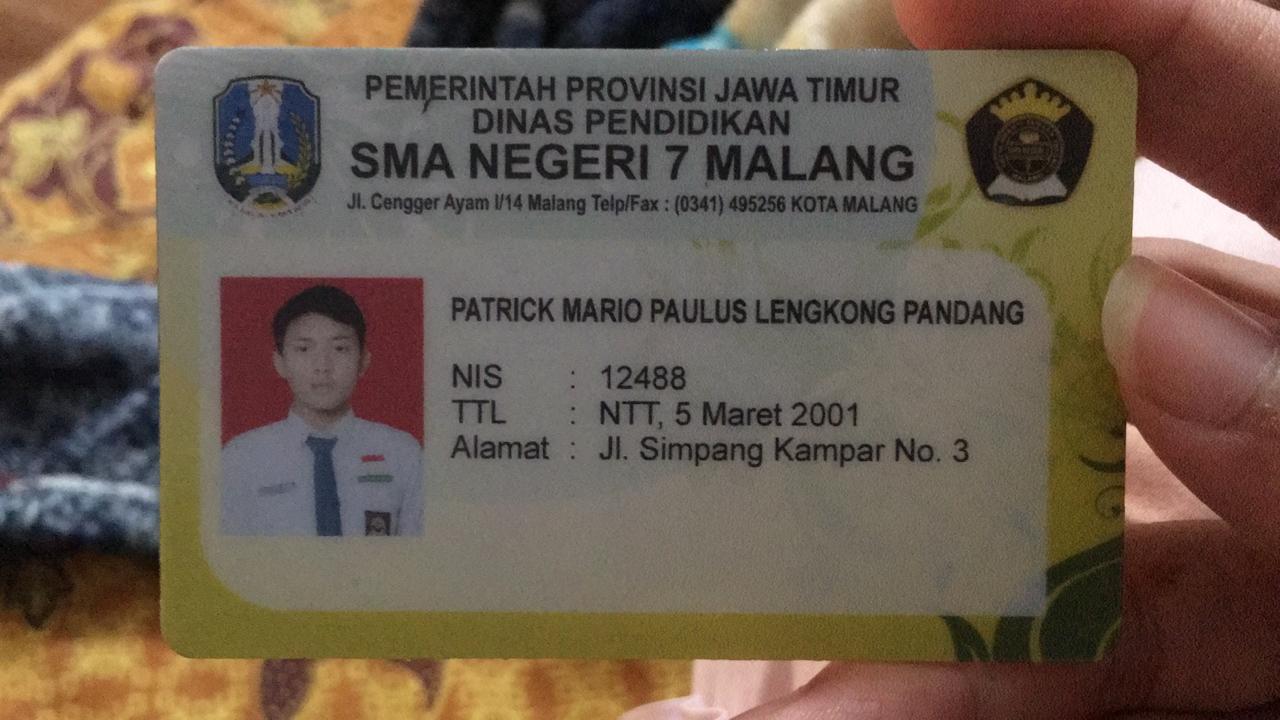 PEMERINTAH PROVINSI JAWA TIMUR
DINAS PENDIDIKAN
SMA NEGERI 7 MALANG
Jl. Cengger Ayam I/14 Malang Telp/Fax : (0341) 495256 KOTA MALANG
PATRICK MARIO PAULUS LENGKONG PANDANG
NIS : 12488
TTL : NTT, 5 Maret 2001
Alamat : Jl. Simpang Kampar No. 3